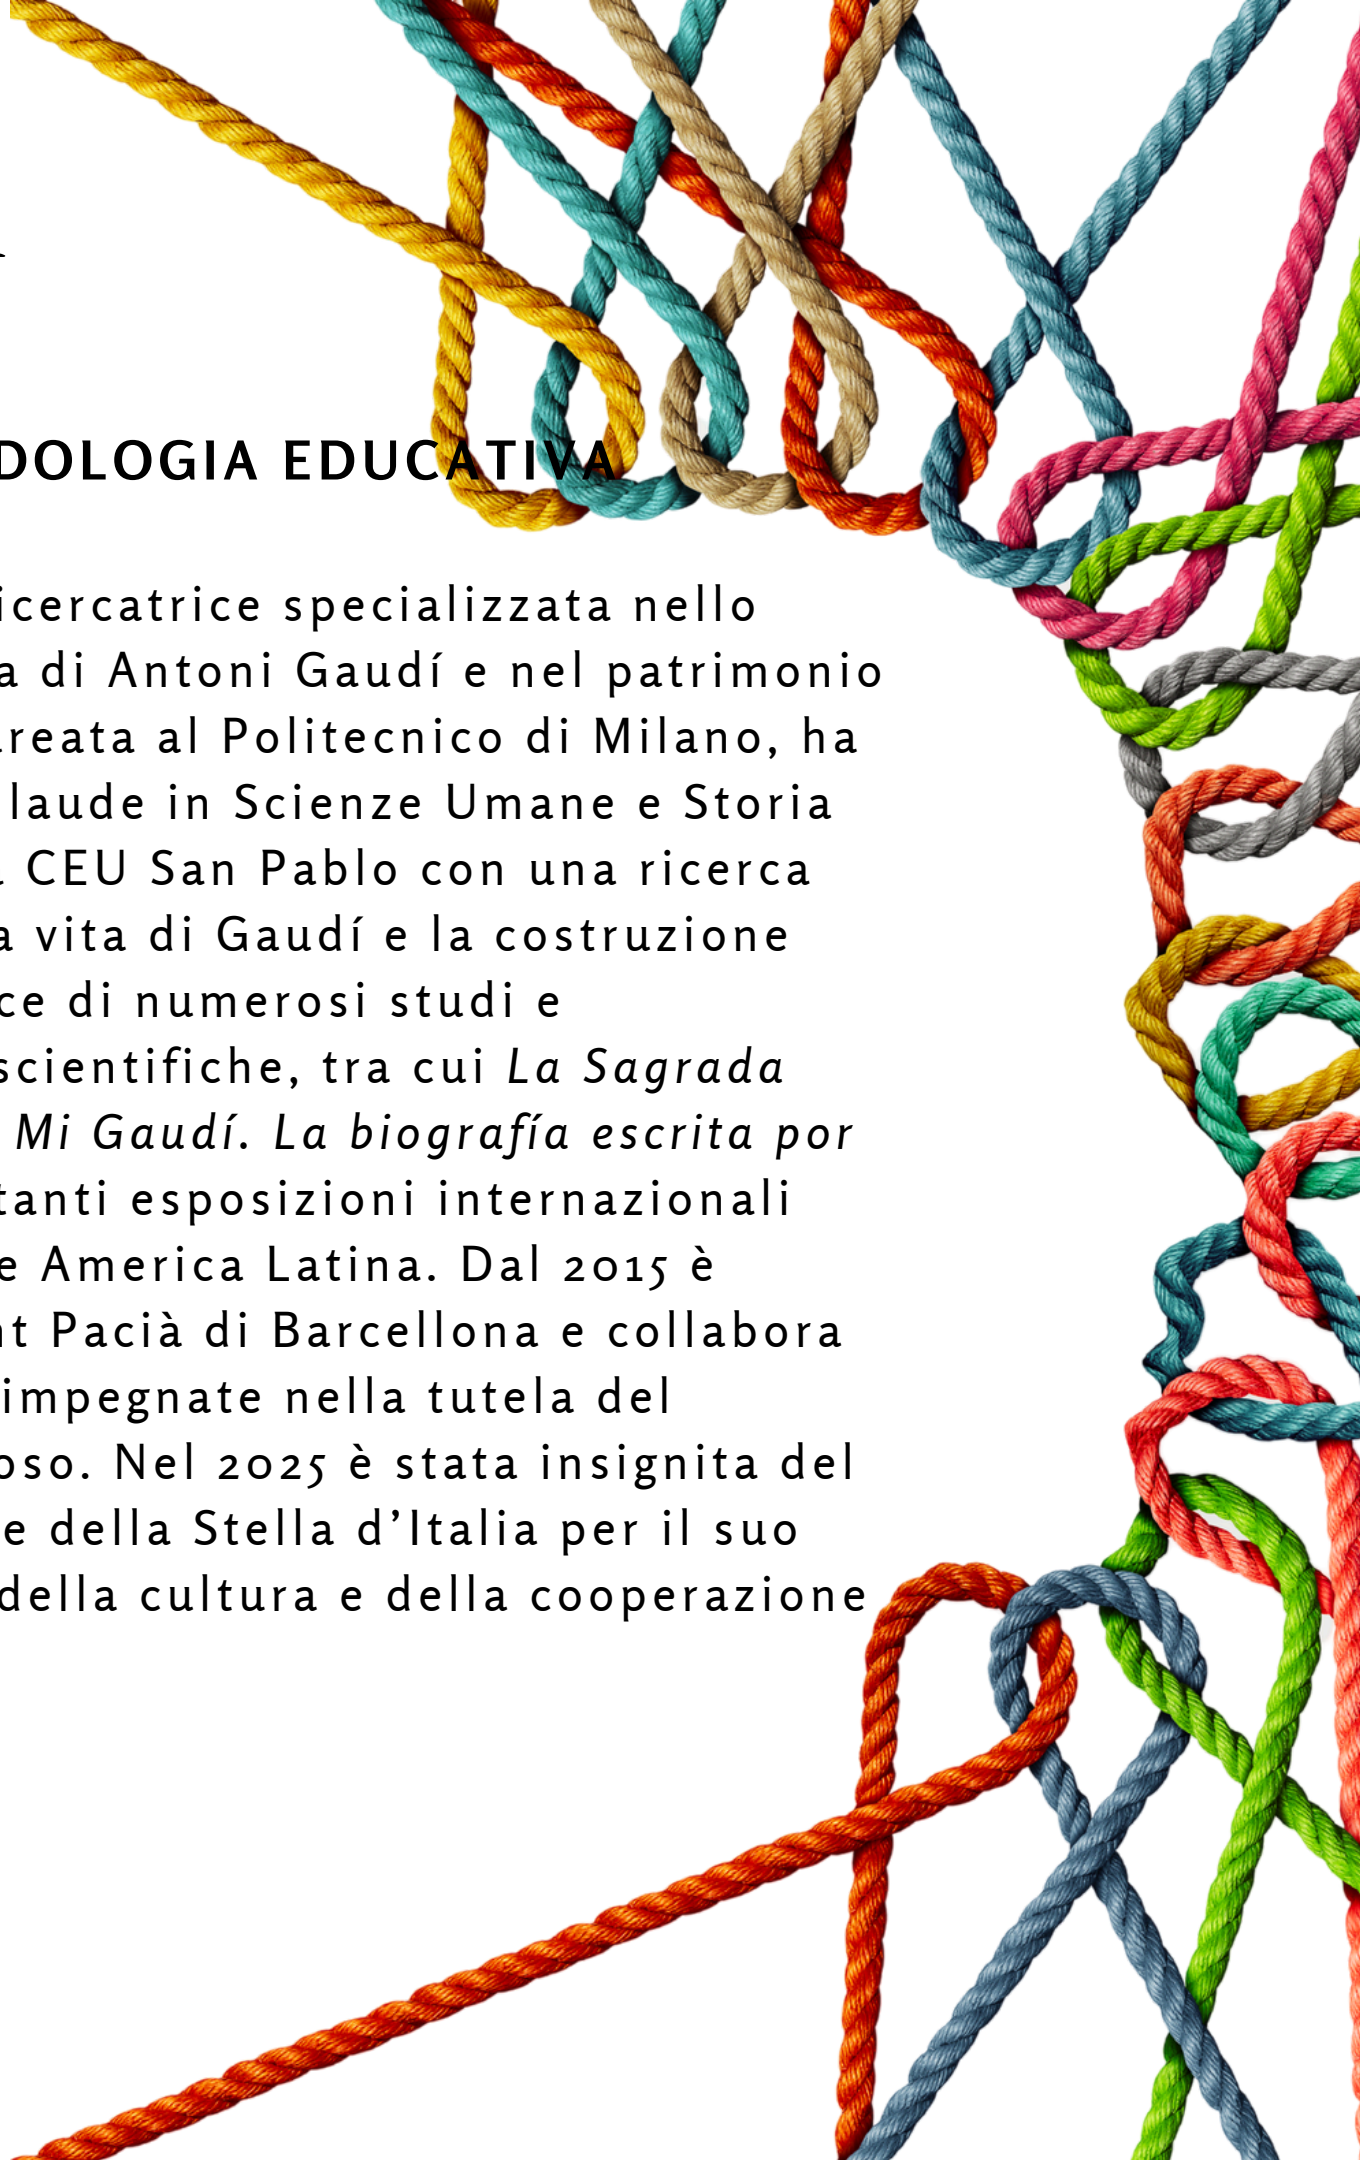 DOLOGIA EDUCATIVA
icercatrice specializzata nello
a di Antoni Gaudí e nel patrimonio
reata al Politecnico di Milano, ha
laude in Scienze Umane e Storia
CEU San Pablo con una ricerca
a vita di Gaudí e la costruzione
ce di numerosi studi e
scientifiche, tra cui La Sagrada
Mi Gaudí. La biografía escrita por
tanti esposizioni internazionali
e America Latina. Dal 2015 è
nt Pacià di Barcellona e collabora
impegnate nella tutela del
oso. Nel 2025 è stata insignita del
e della Stella d’Italia per il suo
della cultura e della cooperazione